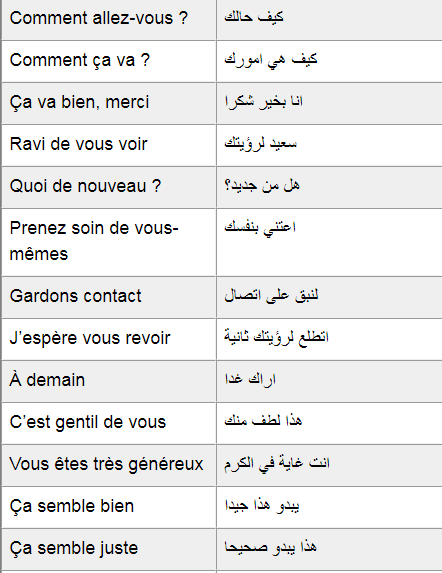 Comment allez-vous ? كيف حالك
Comment ça va ? كيف هي امورك
Ça va bien, merci انا بخير شكرا
Ravi de vous voir سعيد لرؤيتك
Quoi de nouveau ? هل من جديد؟
Prenez soin de vous- اعتني بنفسك
mêmes
Gardons contact لنبق على اتصال
J’espère vous revoir اتطلع لرؤيتك ثانية
À demain اراك غدا
C’est gentil de vous هذا لطف منك
Vous êtes très généreux انت غاية في الكرم
Ça semble bien يبدو هذا جيدا
Ça semble juste هذا يبدو صحيحا